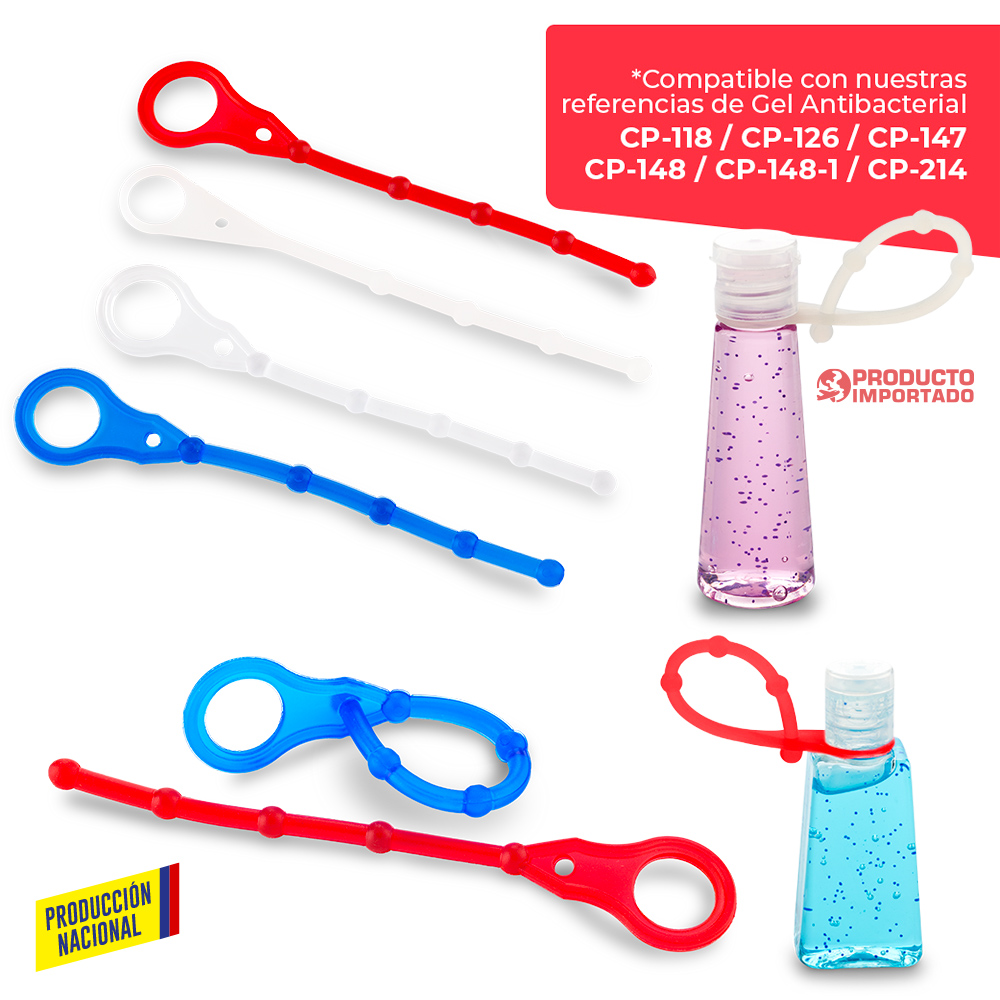 *Compatible con nuestras
referencias de Gel Antibacterial
CP-118 / CP-126 / CP-147
CP-148 / CP-148-1 / CP-214
PRODUCTO
IMPORTADO
PRODUCCIÓN
NACIONAL